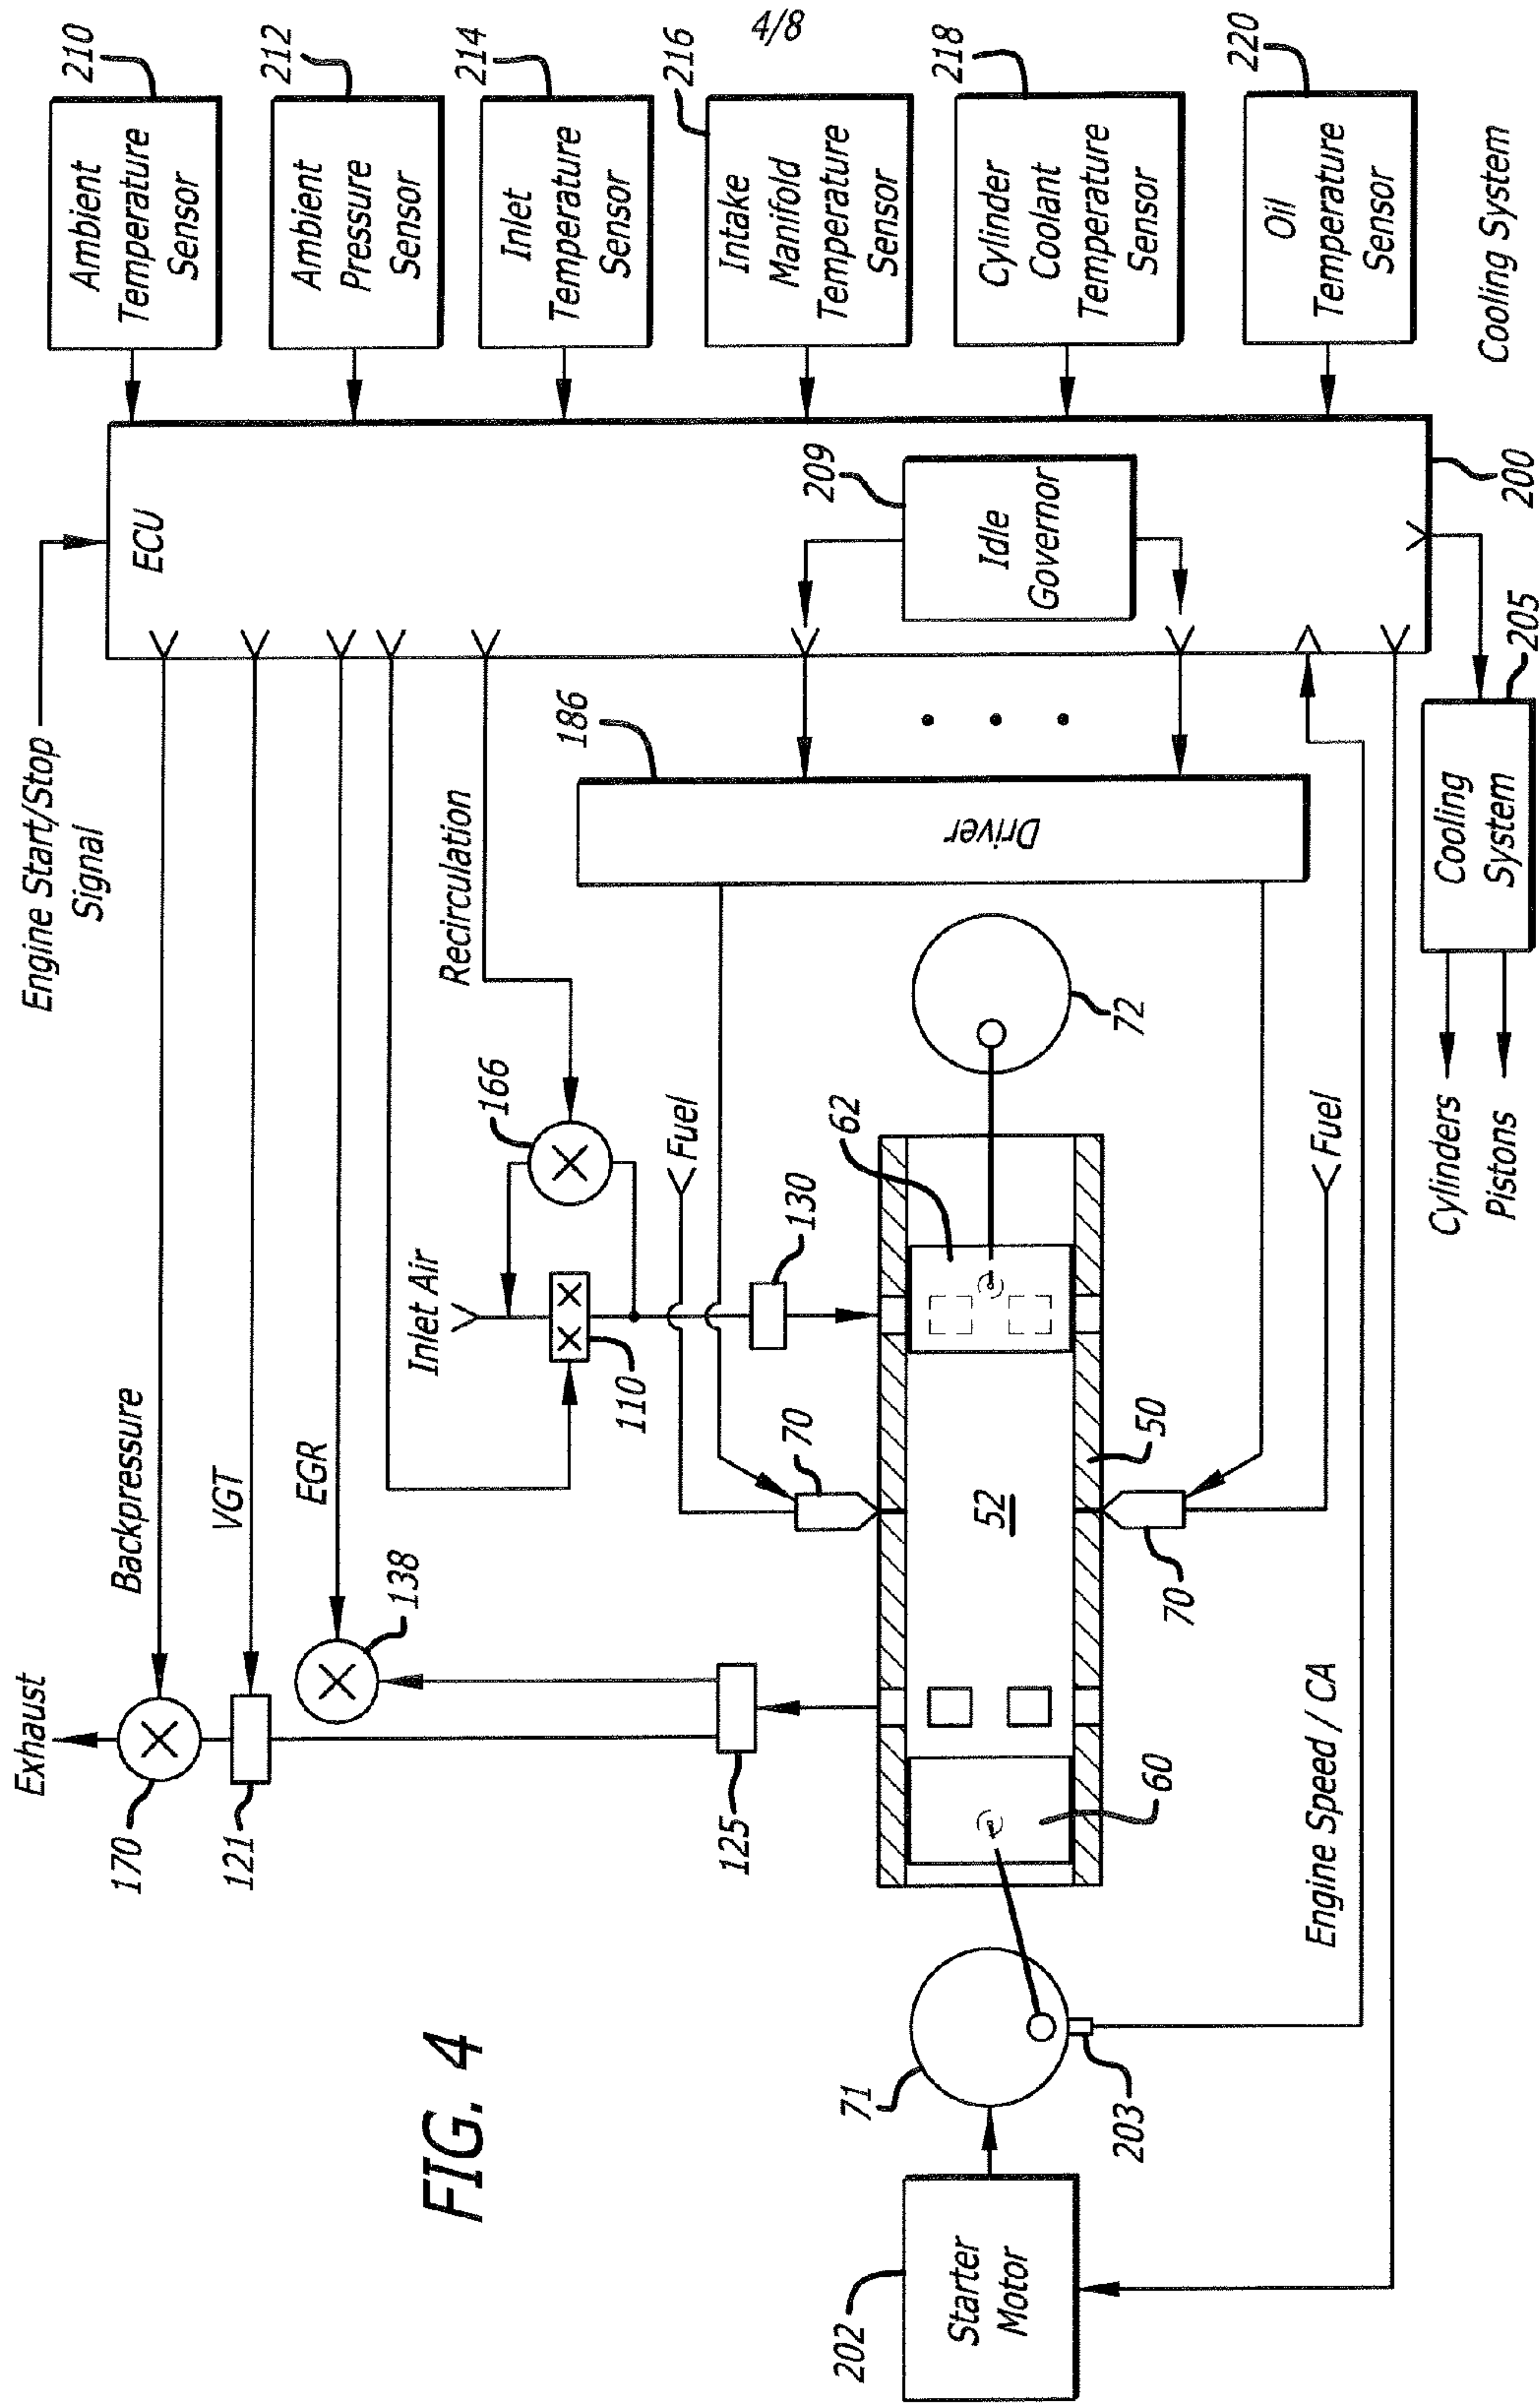 4/8
FIG. 4
Exhaust
170
121
Backpressure
VGT
EGR
138
125
Engine Start/Stop
Signal
Recirculation
166
Inlet Air
110
Fuel
130
70
62
72
52
50
60
70
Fuel
71
203
202
Starter
Motor
Engine Speed / CA
186
Driver
ECU
209
Idle
Governor
200
205
Cooling
System
Cylinders
Pistons
210
Ambient
Temperature
Sensor
212
Ambient
Pressure
Sensor
214
Inlet
Temperature
Sensor
216
Intake
Manifold
Temperature
Sensor
218
Cylinder
Coolant
Temperature
Sensor
220
Oil
Temperature
Sensor
Cooling System